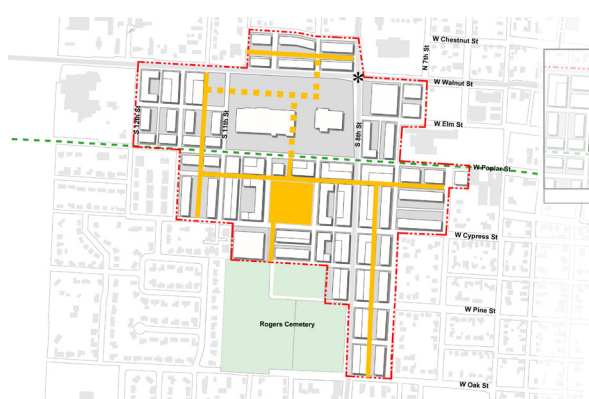 W Chestnut St
N 7th St
W Walnut St
*
S 12th St
S 11th St
W Elm St
S 8th St
W Poplar St
W Cypress St
W Pine St
Rogers Cemetery
W Oak St